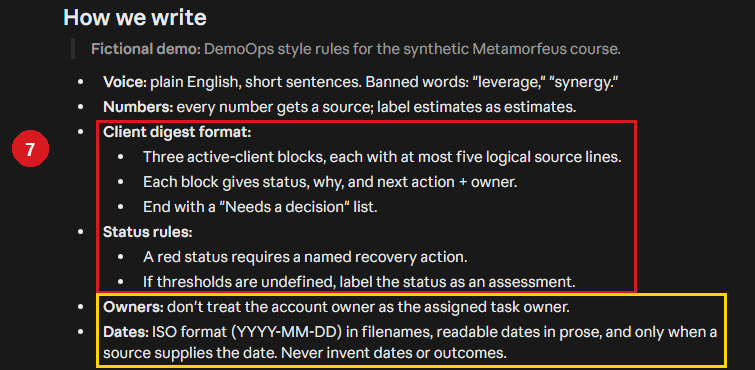 How we write
Fictional demo: DemoOps style rules for the synthetic Metamorfeus course.
• Voice: plain English, short sentences. Banned words: "leverage," "synergy."
• Numbers: every number gets a source; label estimates as estimates.
7
• Client digest format:
• Three active-client blocks, each with at most five logical source lines.
• Each block gives status, why, and next action + owner.
• End with a "Needs a decision" list.
• Status rules:
• A red status requires a named recovery action.
• If thresholds are undefined, label the status as an assessment.
• Owners: don't treat the account owner as the assigned task owner.
• Dates: ISO format (YYYY-MM-DD) in filenames, readable dates in prose, and only when a
source supplies the date. Never invent dates or outcomes.